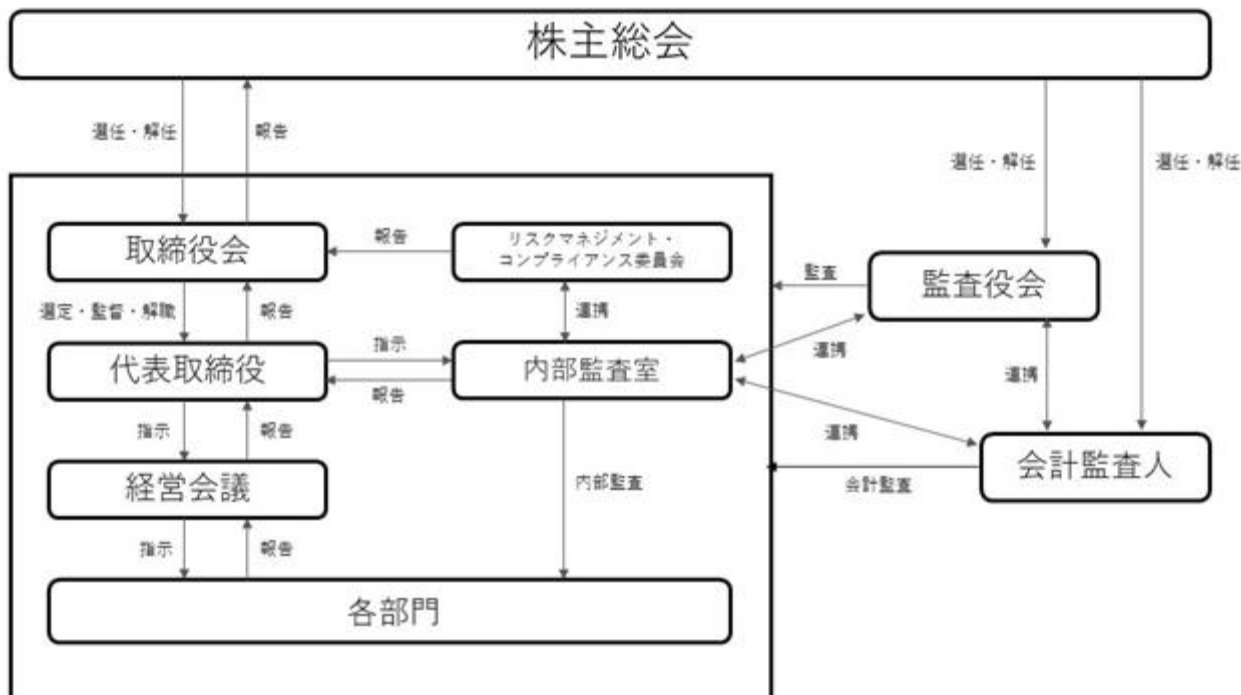 株主総会
選任・解任
報告
選任・解任
選任・解任
取締役会
報告
リスクマネジメント・
コンプライアンス委員会
監査
監査役会
選定・監督・解職
報告
連携
代表取締役
指示
報告
内部監査室
連携
連携
指示
報告
連携
経営会議
内部監査
会計監査
会計監査人
指示
報告
各部門